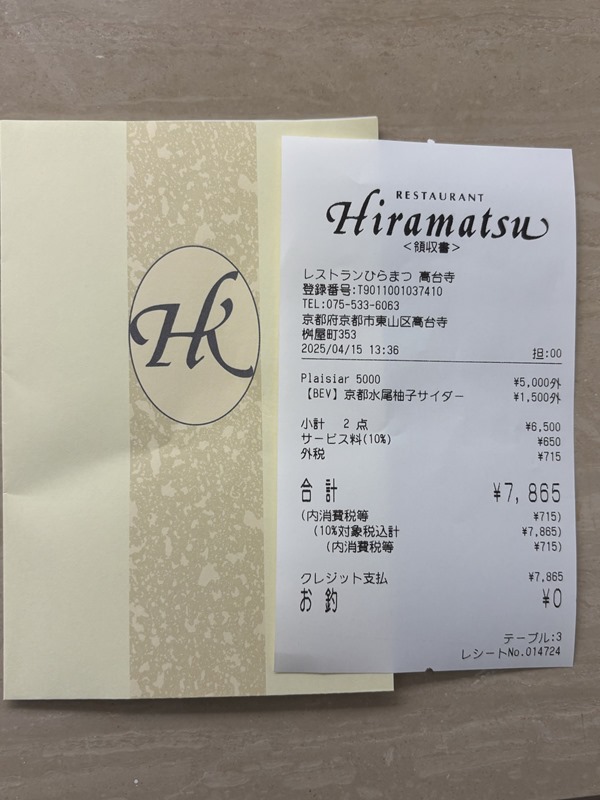 HK
RESTAURANT
Hiramatsu
<領収書>
レストランひらまつ 高台寺
登録番号:T9011001037410
TEL:075-533-6063
京都府京都市東山区高台寺
桝屋町353
2025/04/15 13:36 担:00
Plaisiar 5000 ¥5,000外
【BEV】京都水尾柚子サイダー ¥1,500外
小計 2 点 ¥6,500
サービス料(10%) ¥650
外税 ¥715
合 計 ¥7,865
(内消費税等 ¥715)
(10%対象税込計 ¥7,865)
(内消費税等 ¥715)
クレジット支払 ¥7,865
お 釣 ¥0
テーブル:3
レシートNo.014724